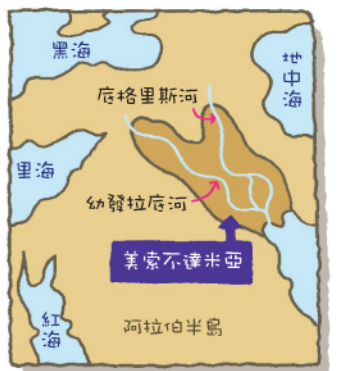 黑海
地中海
底格里斯河
里海
幼發拉底河
美索不達米亞
紅海
阿拉伯半島